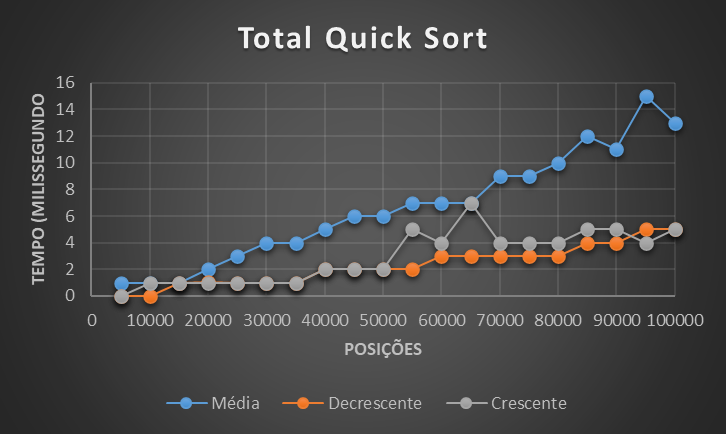 Total Quick Sort
TEMPO (MILISSEGUNDO
16
14
12
10
8
6
4
2
0
0 10000 20000 30000 40000 50000 60000 70000 80000 90000 100000
POSIÇÕES
Média Decrescente Crescente